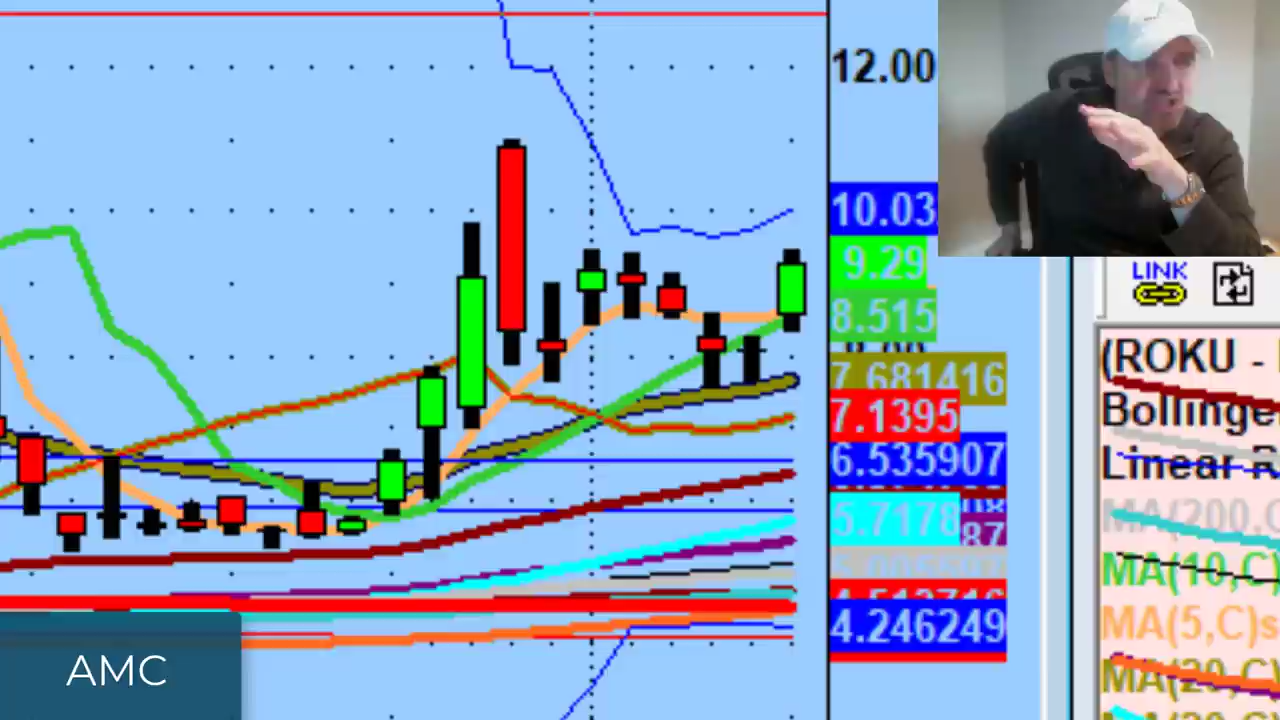 12.00
10.03
9.29
8.515
7.681416
7.1395
6.535907
5.7178
4.246249
LINK
(ROKU -
Bollinge
Linear R
MA(200,C
MA(10,C)
MA(5,C)s
MA(20,C)
AMC